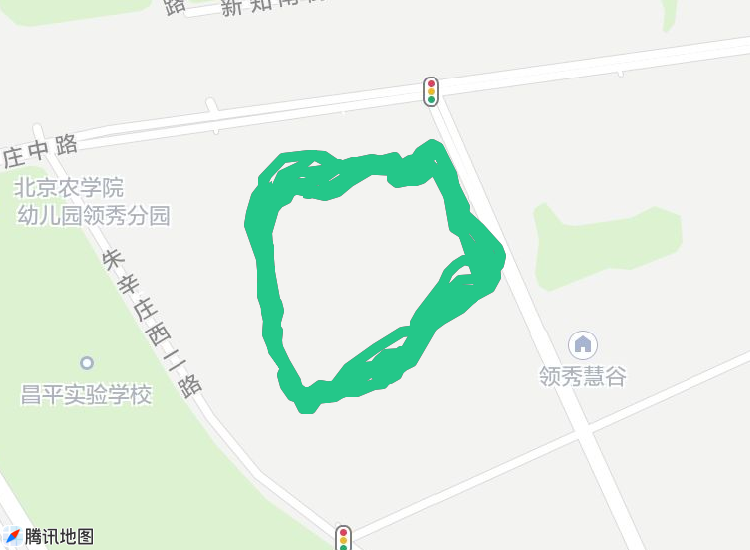 路
新知南街
庄中路
北京农学院
幼儿园领秀分园
朱辛庄西二路
领秀慧谷
昌平实验学校
腾讯地图